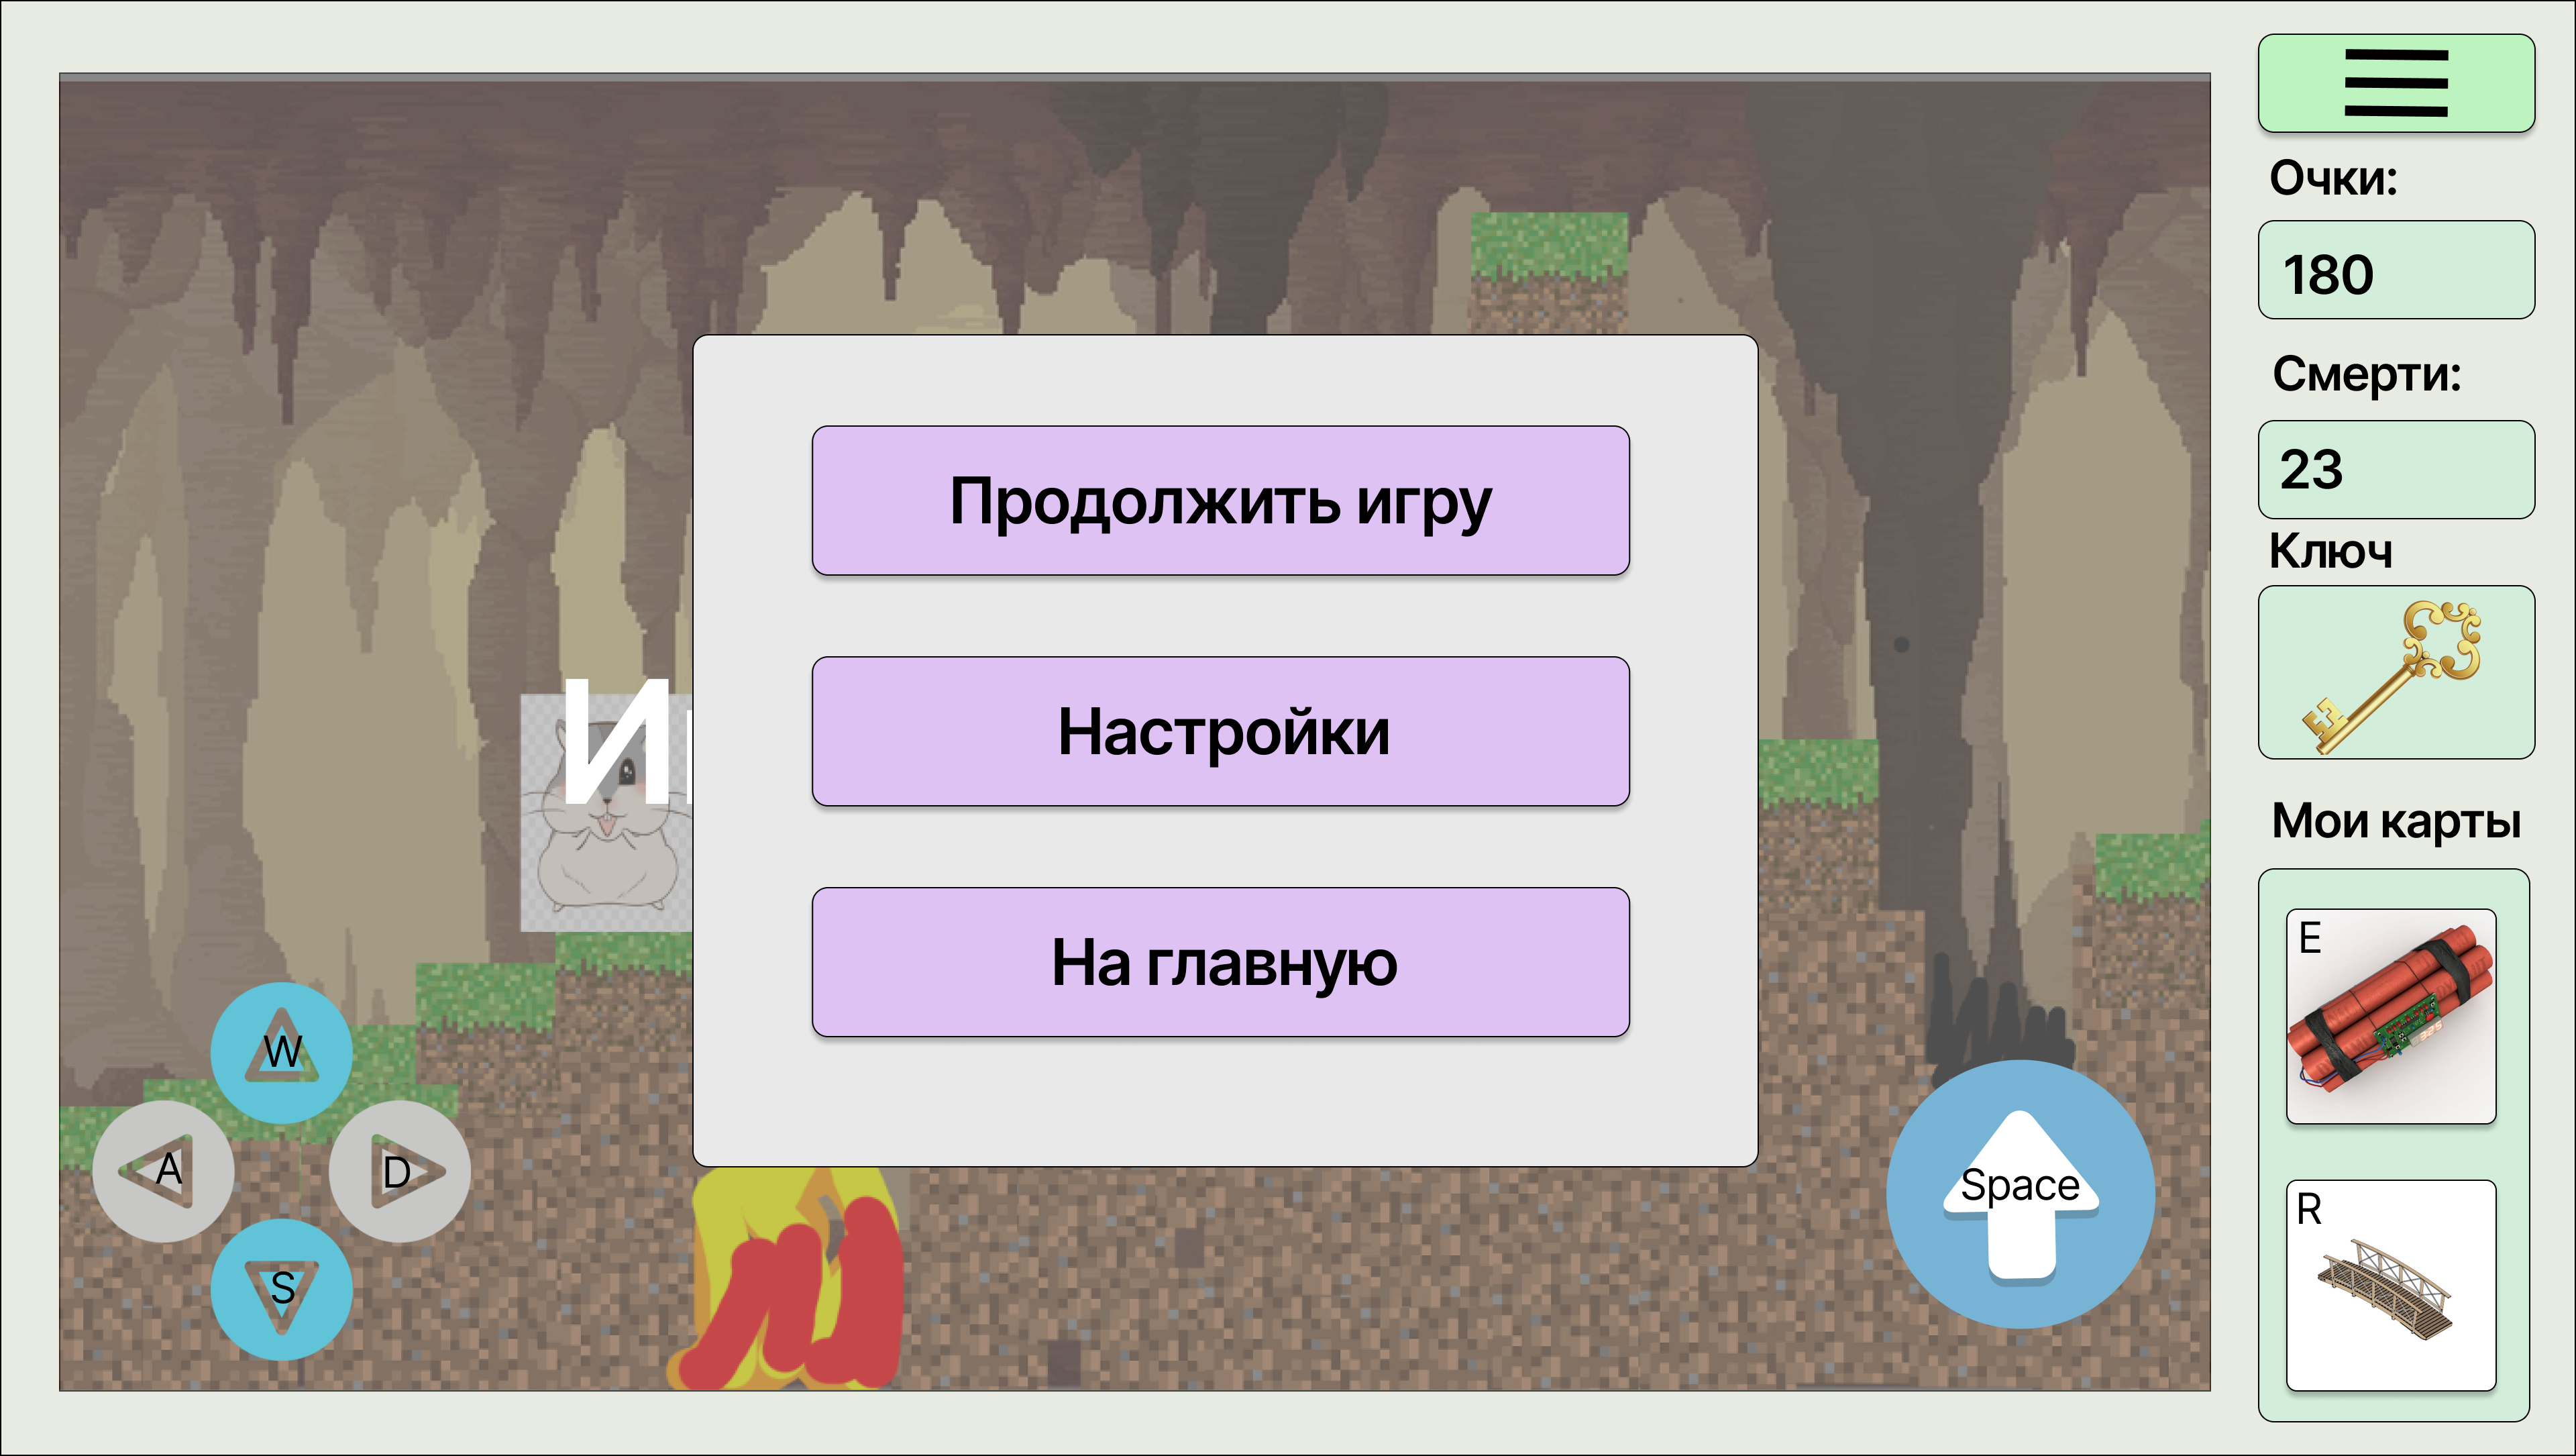 Очки:
180
Смерти:
23
Ключ
Мои карты
E
R
Продолжить игру
Настройки
На главную
И
W
A
D
S
Space